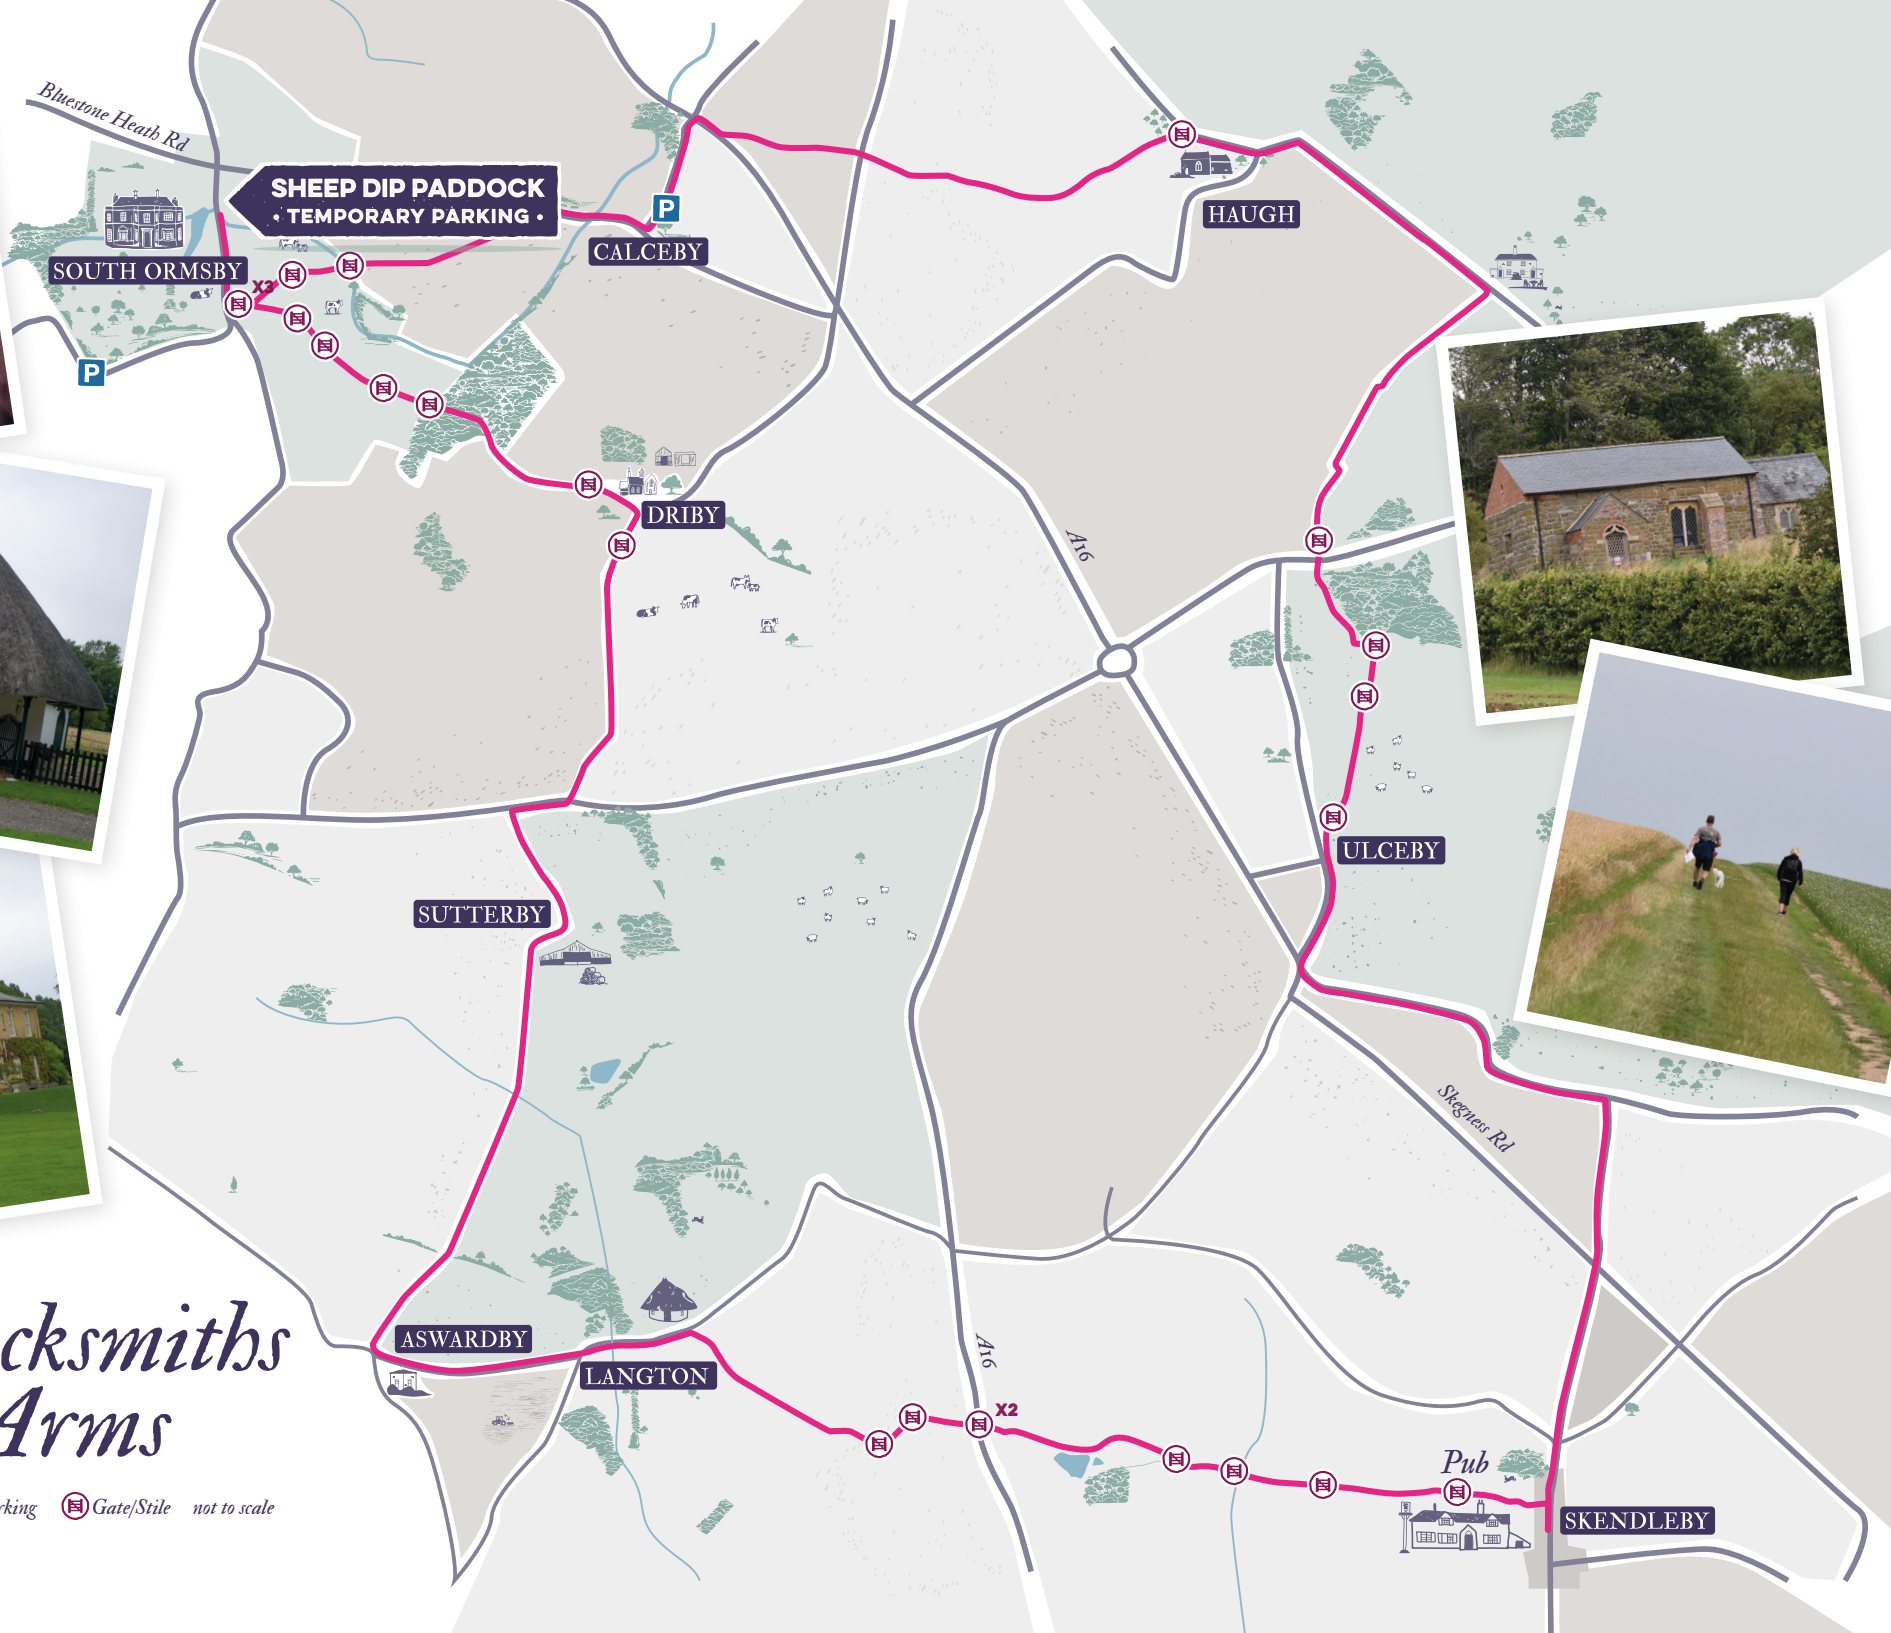 Bluestone Heath Rd
SHEEP DIP PADDOCK
• TEMPORARY PARKING •
P
CALCEBY
HAUGH
SOUTH ORMSBY
X3
P
DRIBY
A16
ULCEBY
SUTTERBY
Skegness Rd
cksmiths
Arms
ASWARDBY
LANGTON
A16
X2
Pub
SKENDLEBY
rking
Gate/Stile
not to scale